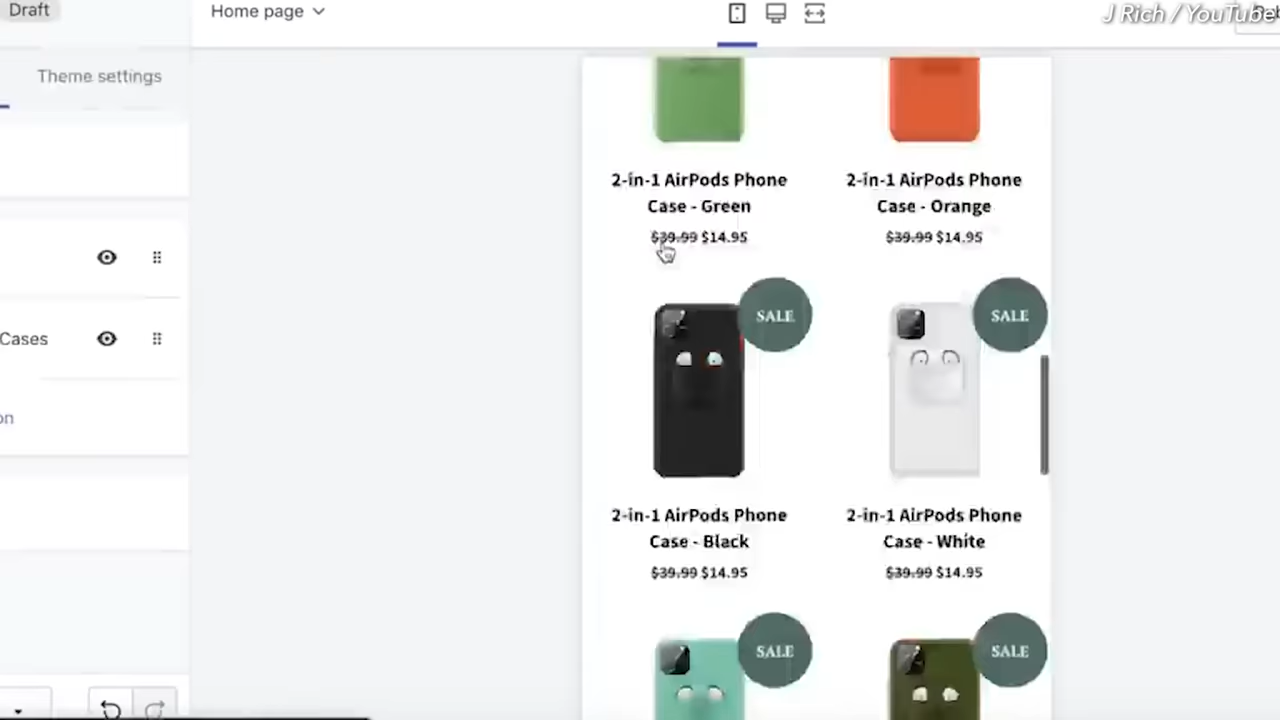 Draft
Home page
J Rich / YouTube
Theme settings
2-in-1 AirPods Phone
Case - Green
$39.99 $14.95
2-in-1 AirPods Phone
Case - Orange
$39.99 $14.95
Cases
on
SALE
SALE
2-in-1 AirPods Phone
Case - Black
$39.99 $14.95
2-in-1 AirPods Phone
Case - White
$39.99 $14.95
SALE
SALE